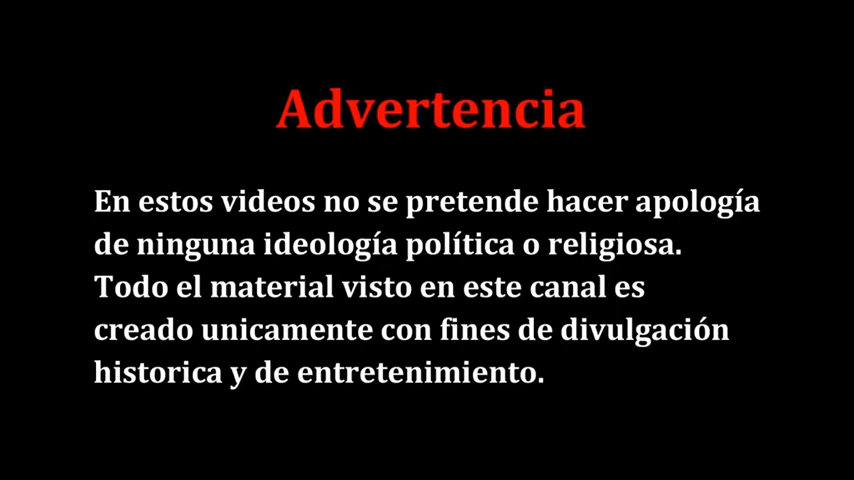 Advertencia
En estos videos no se pretende hacer apología
de ninguna ideología política o religiosa.
Todo el material visto en este canal es
creado unicamente con fines de divulgación
historica y de entretenimiento.